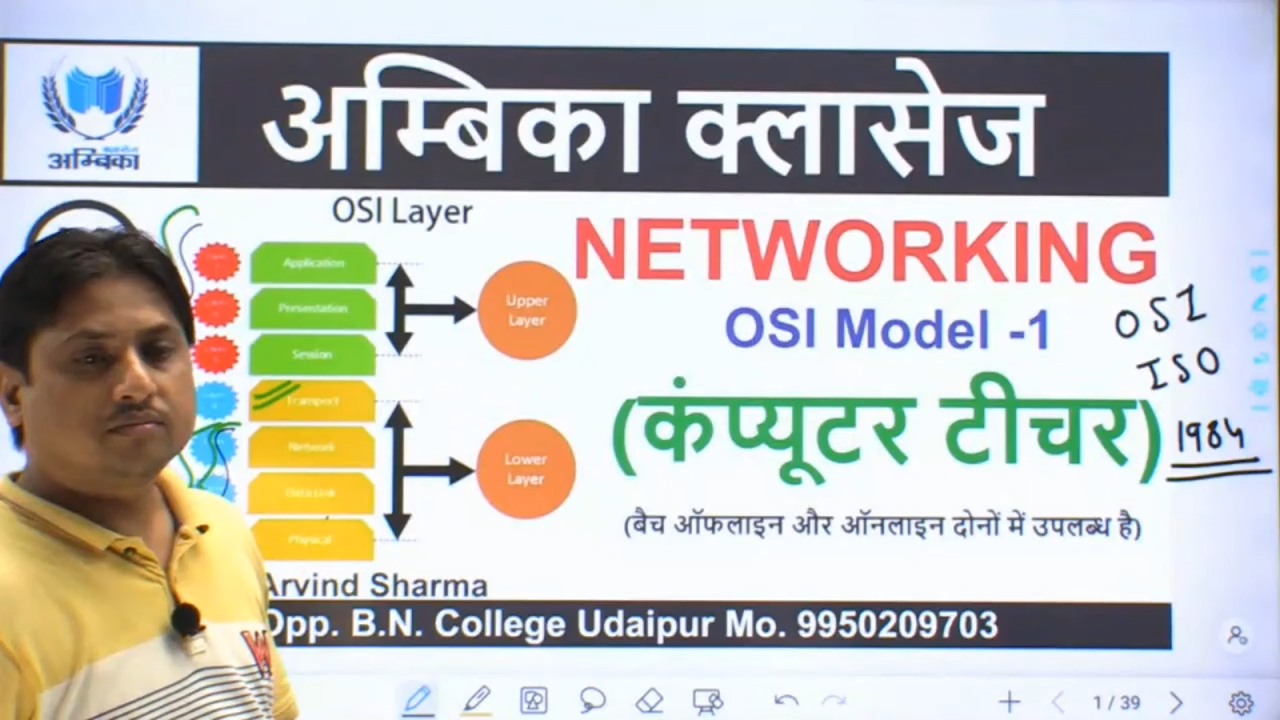 अम्बिका क्लासेज
क्लासेज
अम्बिका
OSI Layer
NETWORKING
Application
Presentation
Session
Transport
Network
Data Link
Physical
Upper
Layer
Lower
Layer
OSI Model -1
OSI
ISO
1984
(कंप्यूटर टीचर)
(बैच ऑफलाइन और ऑनलाइन दोनों में उपलब्ध है)
Arvind Sharma
Opp. B.N. College Udaipur Mo. 9950209703
1 / 39